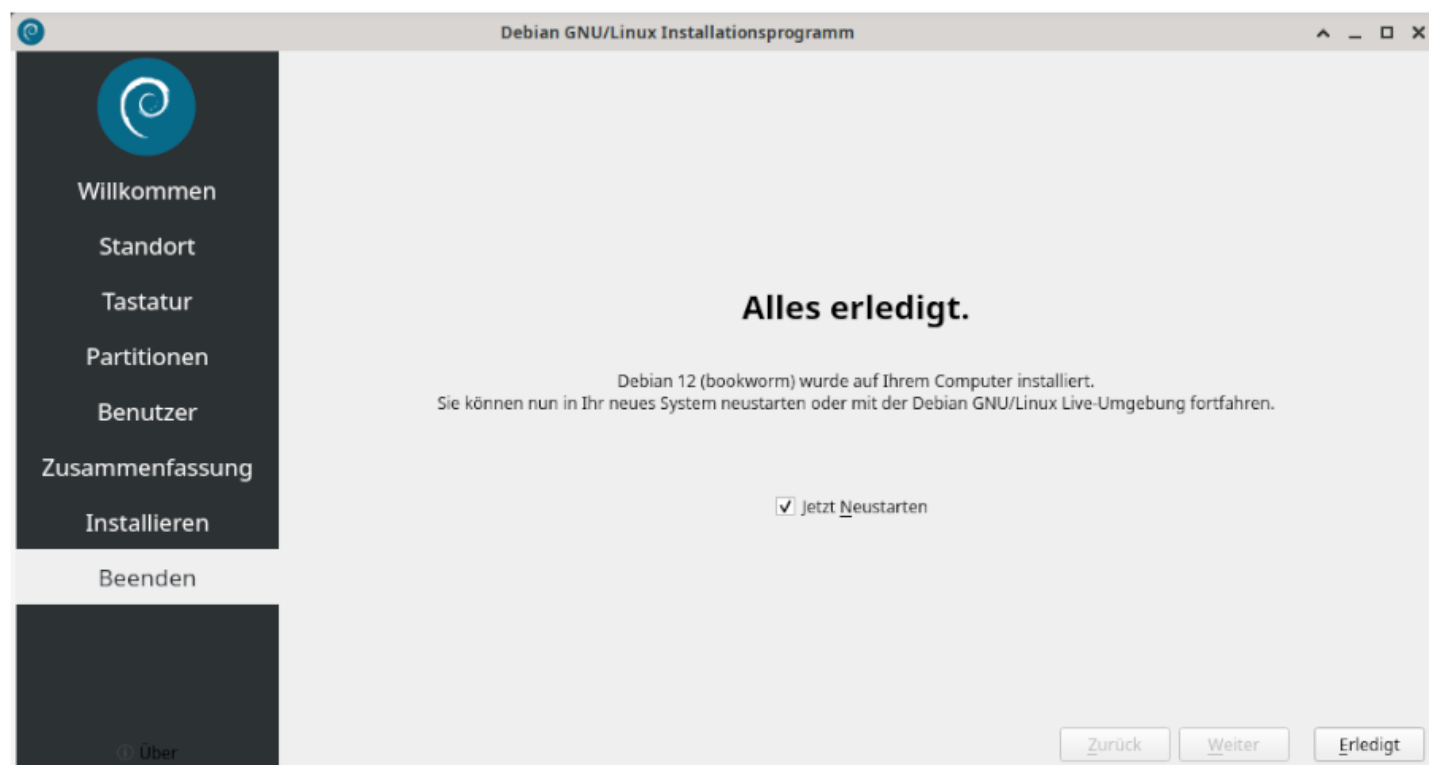 Debian GNU/Linux Installationsprogramm
Willkommen
Standort
Tastatur
Partitionen
Benutzer
Zusammenfassung
Installieren
Beenden
Über
Alles erledigt.
Debian 12 (bookworm) wurde auf Ihrem Computer installiert.
Sie können nun in Ihr neues System neustarten oder mit der Debian GNU/Linux Live-Umgebung fortfahren.
Jetzt Neustarten
Zurück Weiter Erledigt